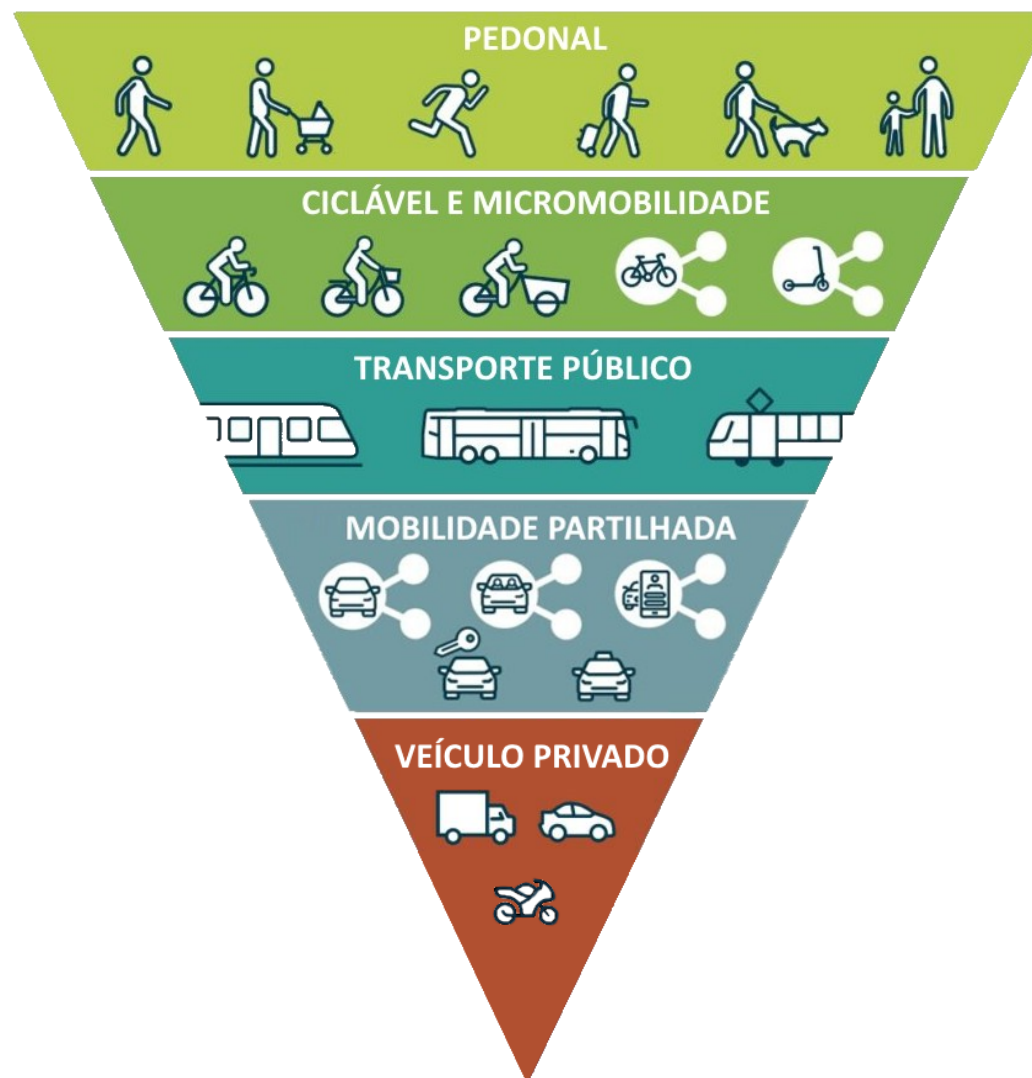 PEDONAL
CICLÁVEL E MICROMOBILIDADE
TRANSPORTE PÚBLICO
MOBILIDADE PARTILHADA
VEÍCULO PRIVADO